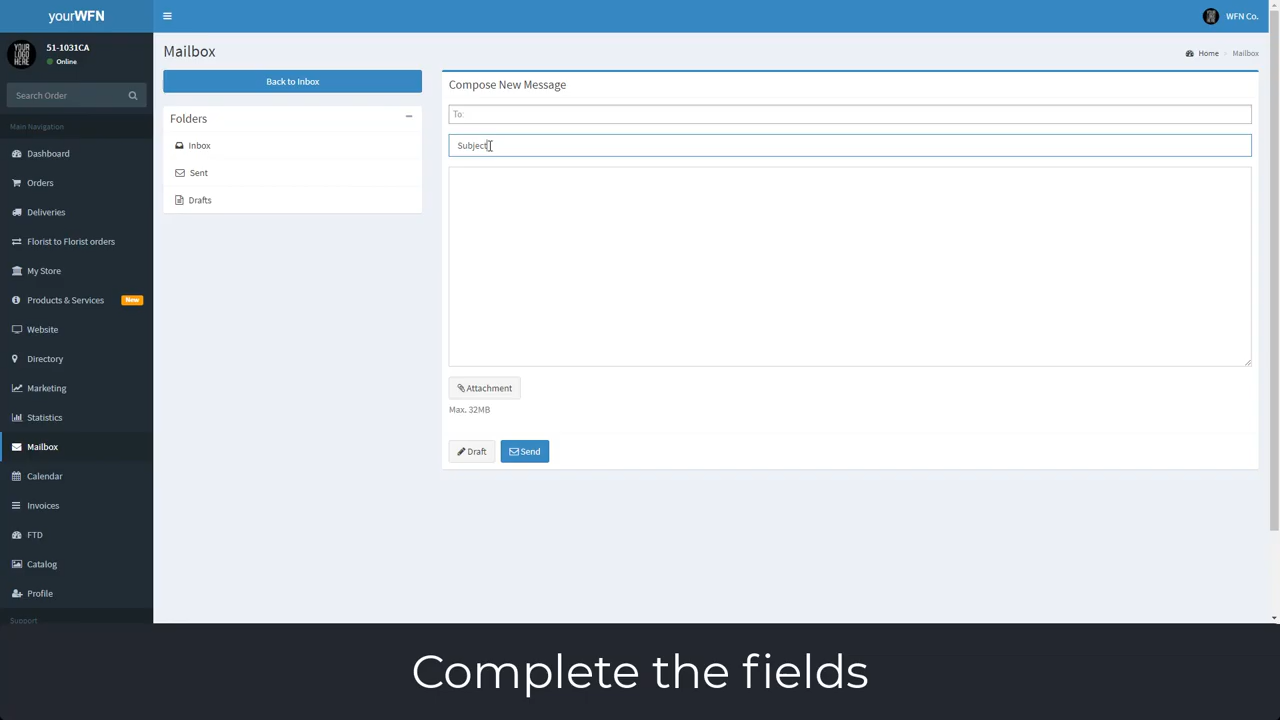 yourWFN
WFN Co.
51-1031CA
Online
Search Order
Main Navigation
Dashboard
Orders
Deliveries
Florist to Florist orders
My Store
Products & Services New
Website
Directory
Marketing
Statistics
Mailbox
Calendar
Invoices
FTD
Catalog
Profile
Support
Mailbox
Home Mailbox
Back to Inbox
Folders
Inbox
Sent
Drafts
Compose New Message
To:
Subject
Attachment
Max. 32MB
Draft Send
Complete the fields
YOUR
LOGO
HERE